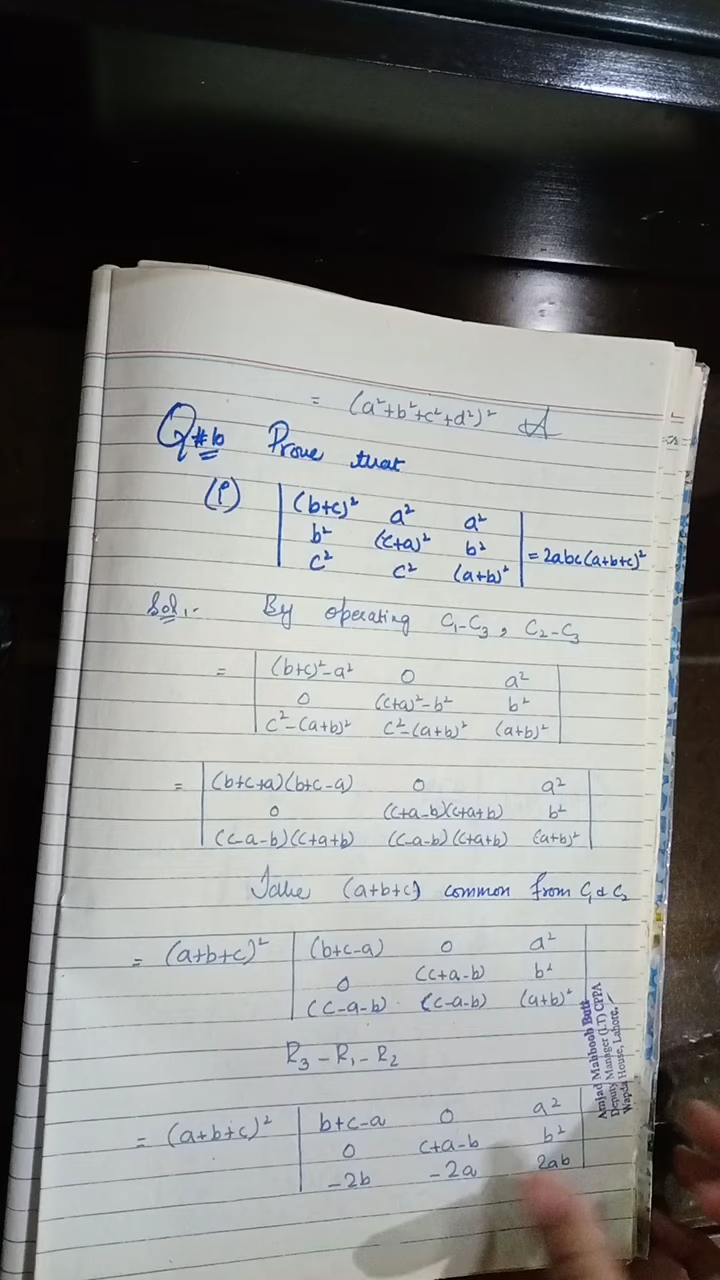 = (a²+b²+c²+d²)²
Q#6 Prove that
(i) | (b+c)² a² a² |
| b² (c+a)² b² | = 2abc(a+b+c)²
| c² c² (a+b)² |
Sol:- By operating C₁-C₃, C₂-C₃
= | (b+c)²-a² 0 a² |
| 0 (c+a)²-b² b² |
| c²-(a+b)² c²-(a+b)² (a+b)² |
= | (b+c+a)(b+c-a) 0 a² |
| 0 (c+a-b)(c+a+b) b² |
| (c-a-b)(c+a+b) (c-a-b)(c+a+b) (a+b)² |
Take (a+b+c) common from C₁ & C₂
= (a+b+c)² | (b+c-a) 0 a² |
| 0 (c+a-b) b² |
| (c-a-b) (c-a-b) (a+b)² |
R₃-R₁-R₂
= (a+b+c)² | b+c-a 0 a² |
| 0 c+a-b b² |
| -2b -2a 2ab |
Amjad Mahboob Butt
Deputy Manager (I.T) CPPA
Wapda House, Lahore.